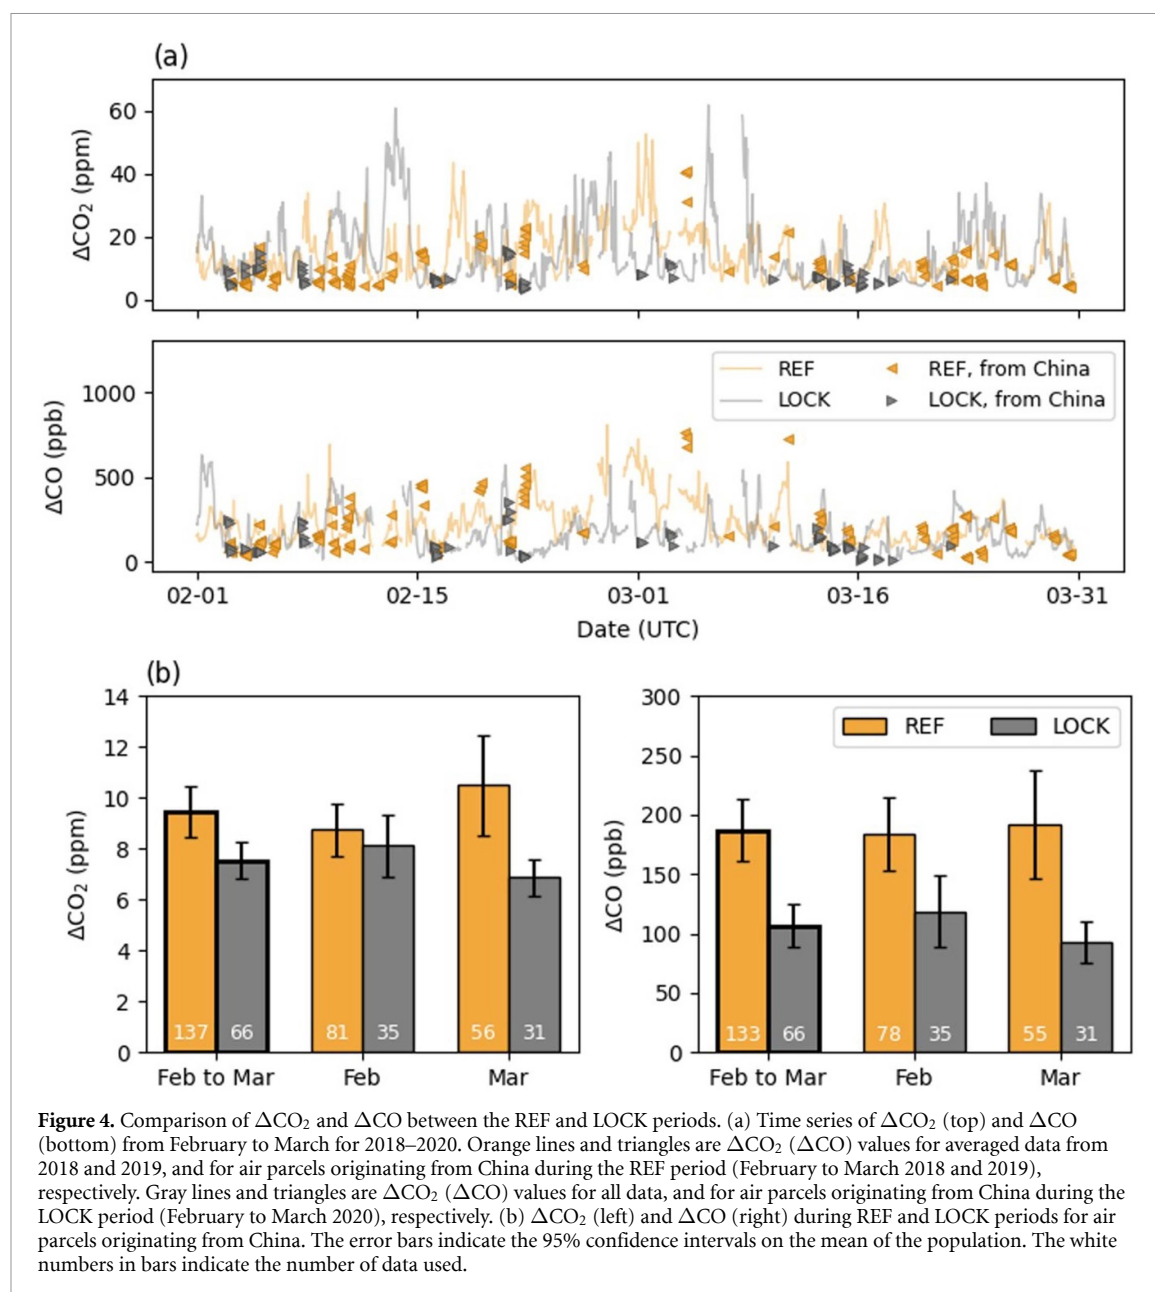 (a)
60
40
20
0
ΔCO₂ (ppm)
1000
500
0
ΔCO (ppb)
REF
REF, from China
LOCK
LOCK, from China
02-01
02-15
03-01
03-16
03-31
Date (UTC)
(b)
14
12
10
8
6
4
2
0
ΔCO₂ (ppm)
137
66
81
35
56
31
Feb to Mar
Feb
Mar
300
250
200
150
100
50
0
ΔCO (ppb)
REF
LOCK
133
66
78
35
55
31
Feb to Mar
Feb
Mar
Figure 4. Comparison of ΔCO₂ and ΔCO between the REF and LOCK periods. (a) Time series of ΔCO₂ (top) and ΔCO
(bottom) from February to March for 2018–2020. Orange lines and triangles are ΔCO₂ (ΔCO) values for averaged data from
2018 and 2019, and for air parcels originating from China during the REF period (February to March 2018 and 2019),
respectively. Gray lines and triangles are ΔCO₂ (ΔCO) values for all data, and for air parcels originating from China during the
LOCK period (February to March 2020), respectively. (b) ΔCO₂ (left) and ΔCO (right) during REF and LOCK periods for air
parcels originating from China. The error bars indicate the 95% confidence intervals on the mean of the population. The white
numbers in bars indicate the number of data used.